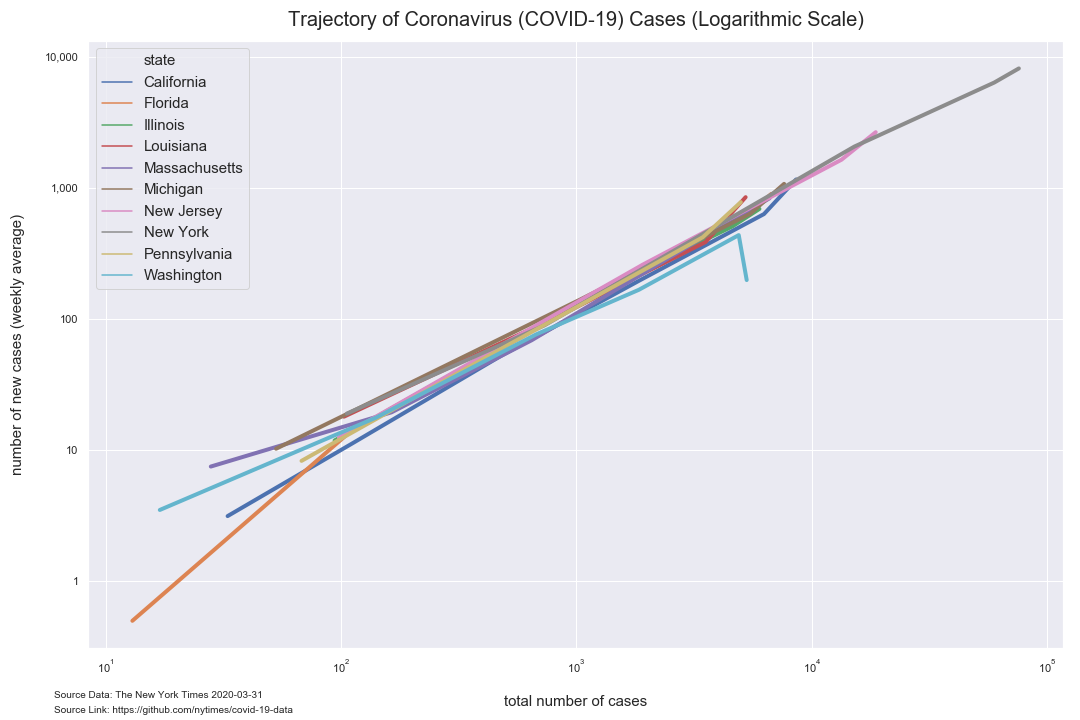 Trajectory of Coronavirus (COVID-19) Cases (Logarithmic Scale)
number of new cases (weekly average)
10,000
1,000
100
10
1
state
California
Florida
Illinois
Louisiana
Massachusetts
Michigan
New Jersey
New York
Pennsylvania
Washington
10¹ 10² 10³ 10⁴ 10⁵
total number of cases
Source Data: The New York Times 2020-03-31
Source Link: https://github.com/nytimes/covid-19-data